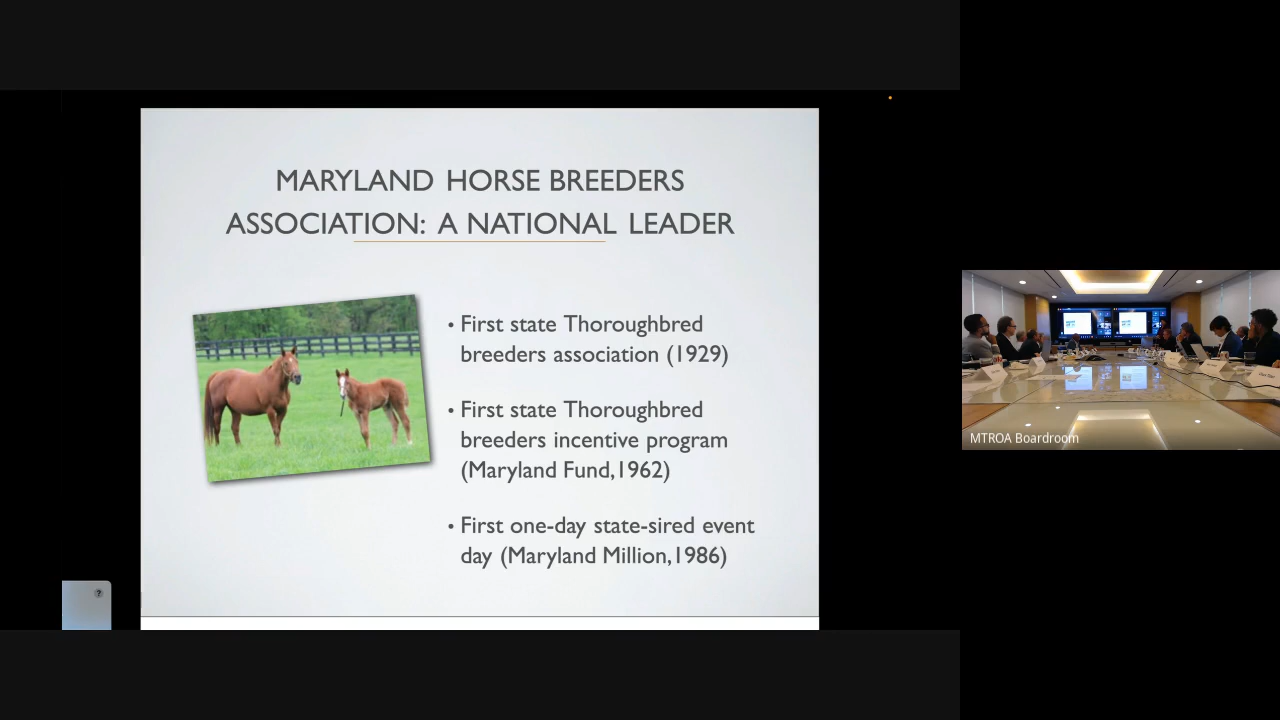 MARYLAND HORSE BREEDERS
ASSOCIATION: A NATIONAL LEADER
• First state Thoroughbred
breeders association (1929)
• First state Thoroughbred
breeders incentive program
(Maryland Fund,1962)
• First one-day state-sired event
day (Maryland Million,1986)
?
MTROA Boardroom